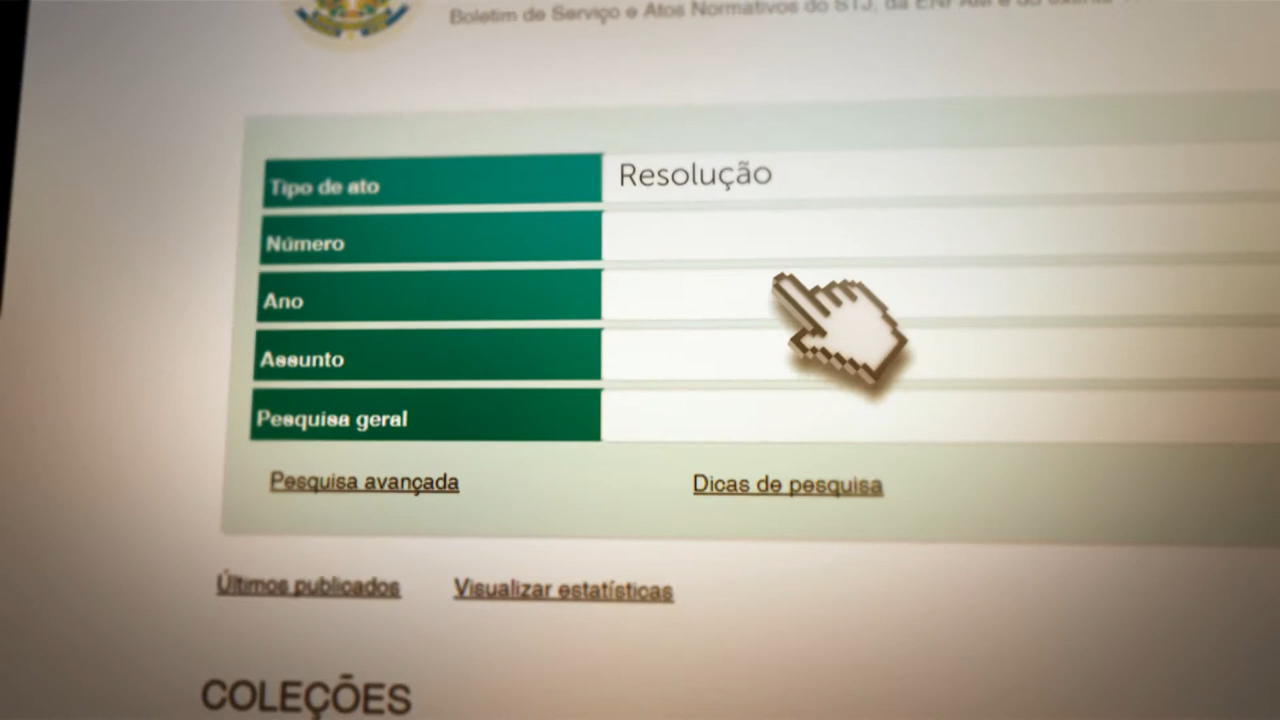 Boletim de Serviço e Atos Normativos do STJ, da
Tipo de ato Resolução
Número
Ano
Assunto
Pesquisa geral
Pesquisa avançada Dicas de pesquisa
Últimos publicados Visualizar estatísticas
COLEÇÕES